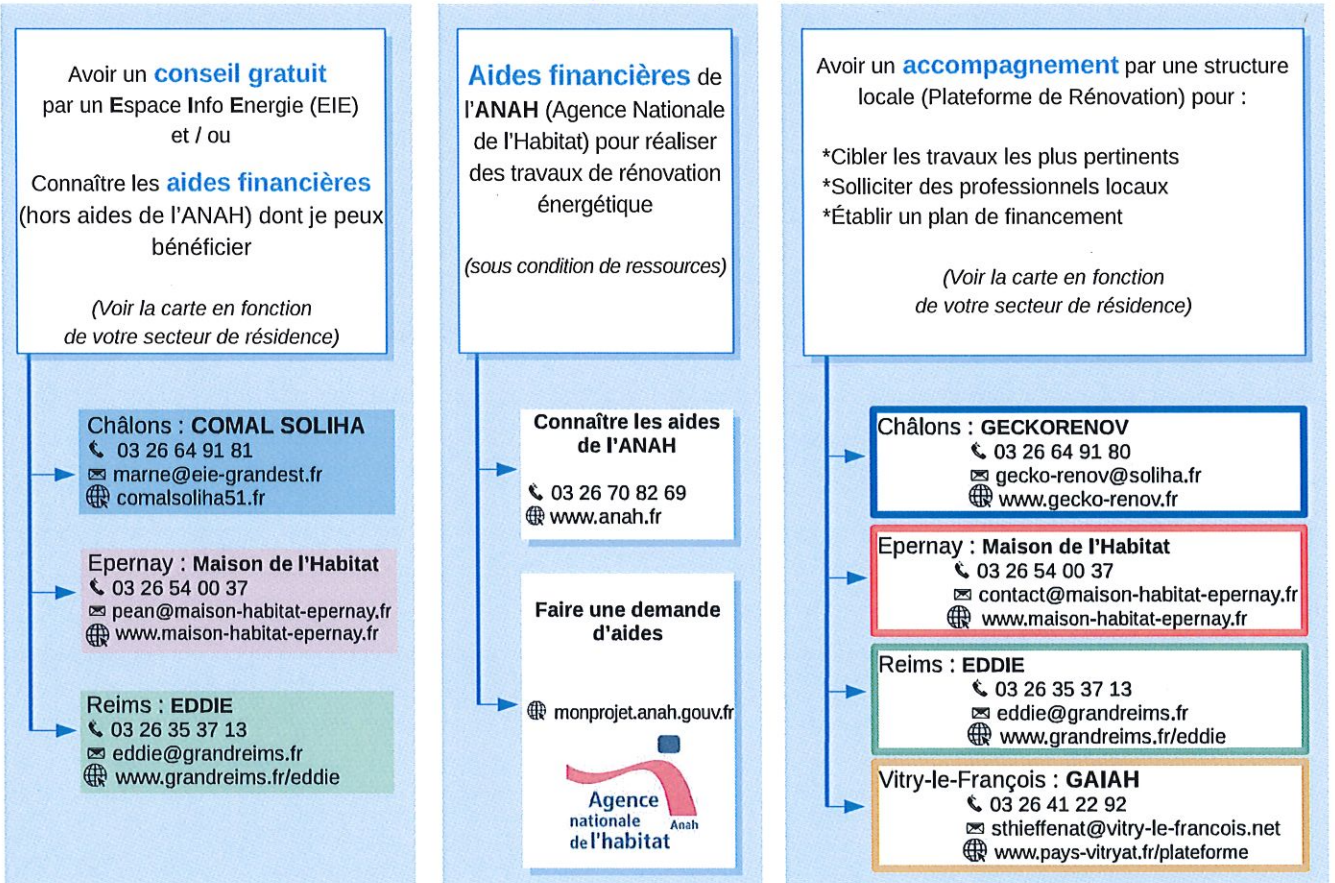 Avoir un conseil gratuit
par un Espace Info Energie (EIE)
et / ou
Connaître les aides financières
(hors aides de l'ANAH) dont je peux
bénéficier
(Voir la carte en fonction
de votre secteur de résidence)
Châlons : COMAL SOLIHA
03 26 64 91 81
marne@eie-grandest.fr
comalsoliha51.fr
Epernay : Maison de l'Habitat
03 26 54 00 37
pean@maison-habitat-epernay.fr
www.maison-habitat-epernay.fr
Reims : EDDIE
03 26 35 37 13
eddie@grandreims.fr
www.grandreims.fr/eddie
Aides financières de
l'ANAH (Agence Nationale
de l'Habitat) pour réaliser
des travaux de rénovation
énergétique
(sous condition de ressources)
Connaître les aides
de l'ANAH
03 26 70 82 69
www.anah.fr
Faire une demande
d'aides
monprojet.anah.gouv.fr
Agence
nationale
de l'habitat
Anah
Avoir un accompagnement par une structure
locale (Plateforme de Rénovation) pour :
*Cibler les travaux les plus pertinents
*Solliciter des professionnels locaux
*Établir un plan de financement
(Voir la carte en fonction
de votre secteur de résidence)
Châlons : GECKORENOV
03 26 64 91 80
gecko-renov@soliha.fr
www.gecko-renov.fr
Epernay : Maison de l'Habitat
03 26 54 00 37
contact@maison-habitat-epernay.fr
www.maison-habitat-epernay.fr
Reims : EDDIE
03 26 35 37 13
eddie@grandreims.fr
www.grandreims.fr/eddie
Vitry-le-François : GAIAH
03 26 41 22 92
sthieffenat@vitry-le-francois.net
www.pays-vitryat.fr/plateforme